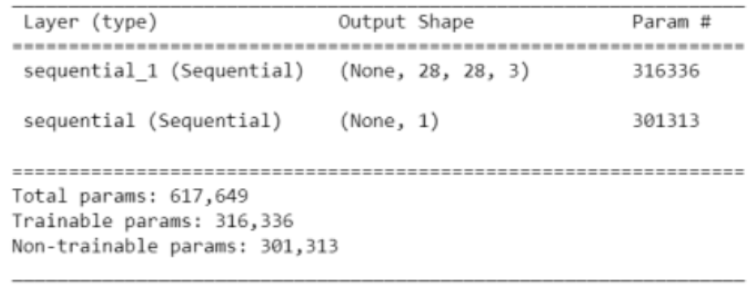 Layer (type) Output Shape Param #
=================================================================
sequential_1 (Sequential) (None, 28, 28, 3) 316336
sequential (Sequential) (None, 1) 301313
=================================================================
Total params: 617,649
Trainable params: 316,336
Non-trainable params: 301,313